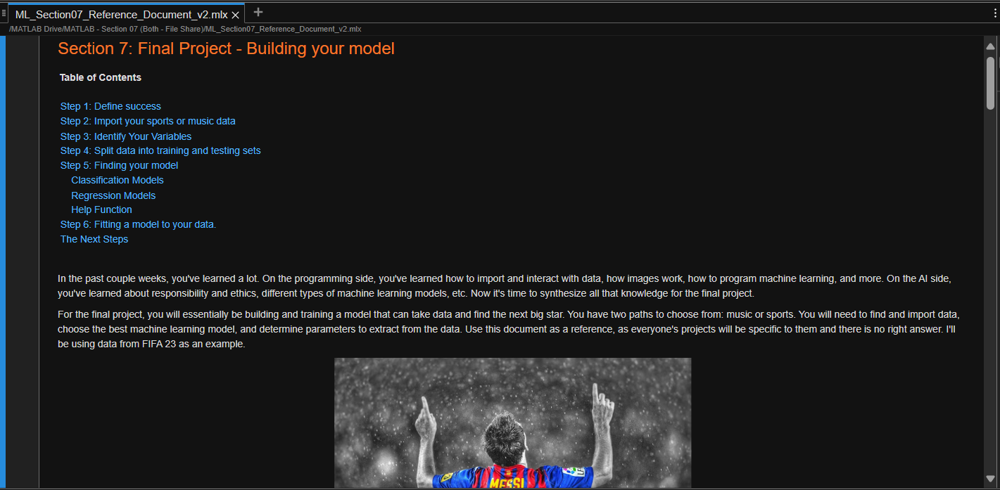 ML_Section07_Reference_Document_v2.mlx
/MATLAB Drive/MATLAB - Section 07 (Both - File Share)/ML_Section07_Reference_Document_v2.mlx
Section 7: Final Project - Building your model
Table of Contents
Step 1: Define success
Step 2: Import your sports or music data
Step 3: Identify Your Variables
Step 4: Split data into training and testing sets
Step 5: Finding your model
Classification Models
Regression Models
Help Function
Step 6: Fitting a model to your data.
The Next Steps
In the past couple weeks, you've learned a lot. On the programming side, you've learned how to import and interact with data, how images work, how to program machine learning, and more. On the AI side,
you've learned about responsibility and ethics, different types of machine learning models, etc. Now it's time to synthesize all that knowledge for the final project.
For the final project, you will essentially be building and training a model that can take data and find the next big star. You have two paths to choose from: music or sports. You will need to find and import data,
choose the best machine learning model, and determine parameters to extract from the data. Use this document as a reference, as everyone's projects will be specific to them and there is no right answer. I'll
be using data from FIFA 23 as an example.
MESSI